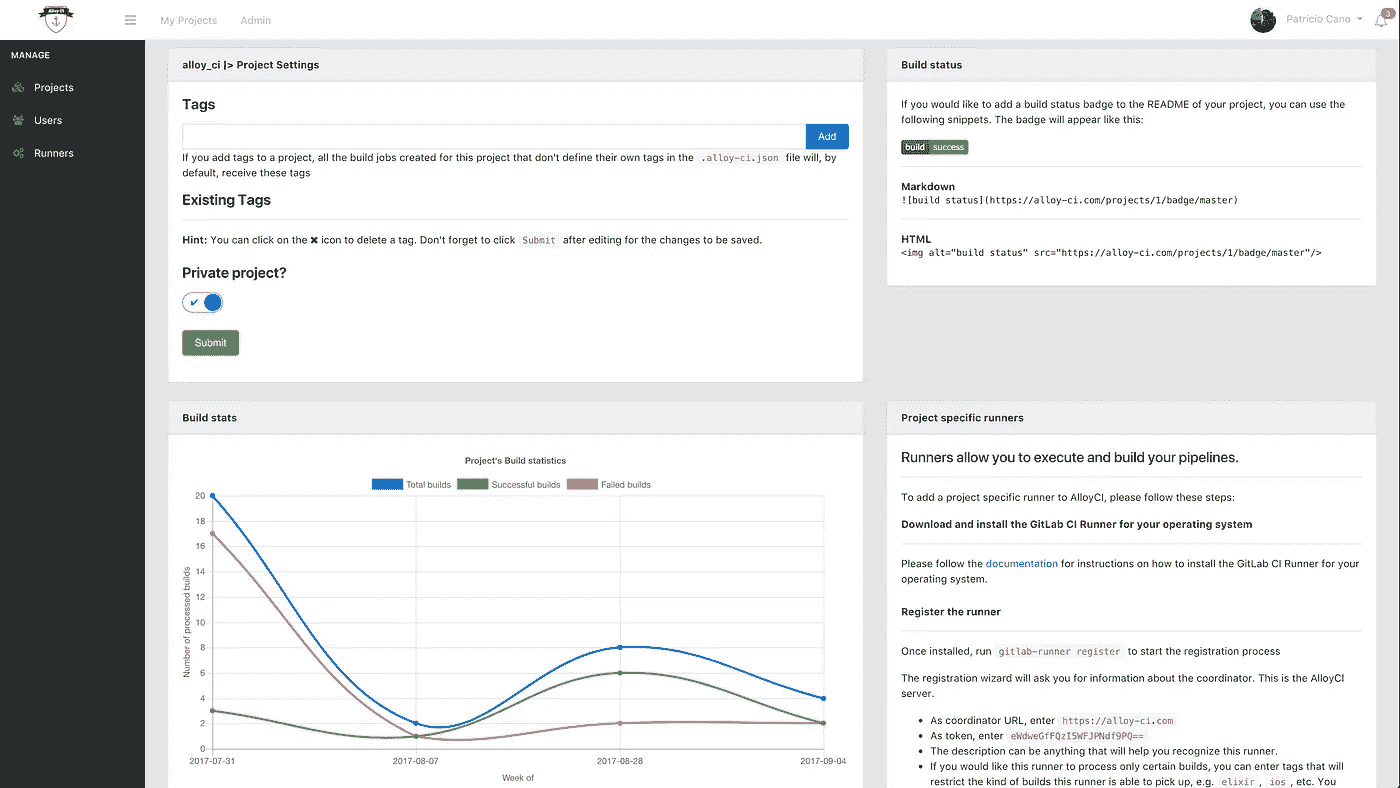 Alloy CI
My Projects
Admin
Patricio Cano
3
MANAGE
Projects
Users
Runners
alloy_ci |> Project Settings
Tags
Add
If you add tags to a project, all the build jobs created for this project that don't define their own tags in the .alloy-ci.json file will, by
default, receive these tags
Existing Tags
Hint: You can click on the ✖ icon to delete a tag. Don't forget to click Submit after editing for the changes to be saved.
Private project?
✔
Submit
Build status
If you would like to add a build status badge to the README of your project, you can use the
following snippets. The badge will appear like this:
build success
Markdown
![build status](https://alloy-ci.com/projects/1/badge/master)
HTML
<img alt="build status" src="https://alloy-ci.com/projects/1/badge/master"/>
Build stats
Project's Build statistics
Total builds Successful builds Failed builds
Number of processed builds
20
18
16
14
12
10
8
6
4
2
0
2017-07-31 2017-08-07 2017-08-28 2017-09-04
Week of
Project specific runners
Runners allow you to execute and build your pipelines.
To add a project specific runner to AlloyCI, please follow these steps:
Download and install the GitLab CI Runner for your operating system
Please follow the documentation for instructions on how to install the GitLab CI Runner for your
operating system.
Register the runner
Once installed, run gitlab-runner register to start the registration process
The registration wizard will ask you for information about the coordinator. This is the AlloyCI
server.
• As coordinator URL, enter https://alloy-ci.com
• As token, enter eWdweGfFQzI5WFJPNdf9PQ==
• The description can be anything that will help you recognize this runner.
• If you would like this runner to process only certain builds, you can enter tags that will
restrict the kind of builds this runner is able to pick up, e.g. elixir, ios, etc. You